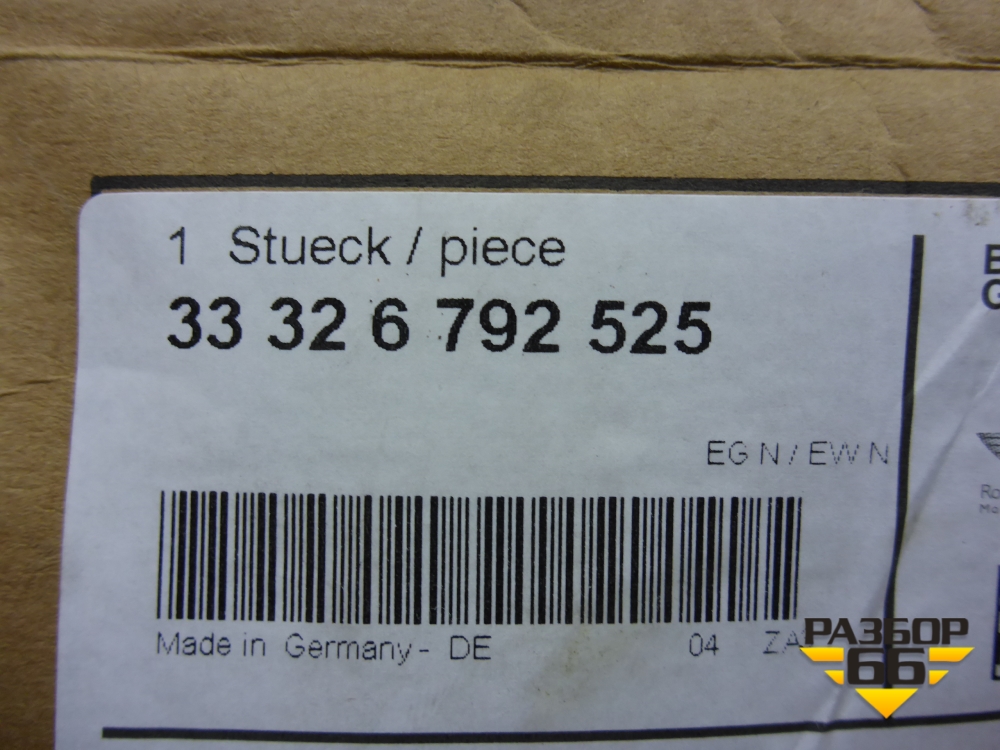 1 Stueck / piece
33 32 6 792 525
EG N / EW N
Made in Germany - DE 04
РАЗБОР
66